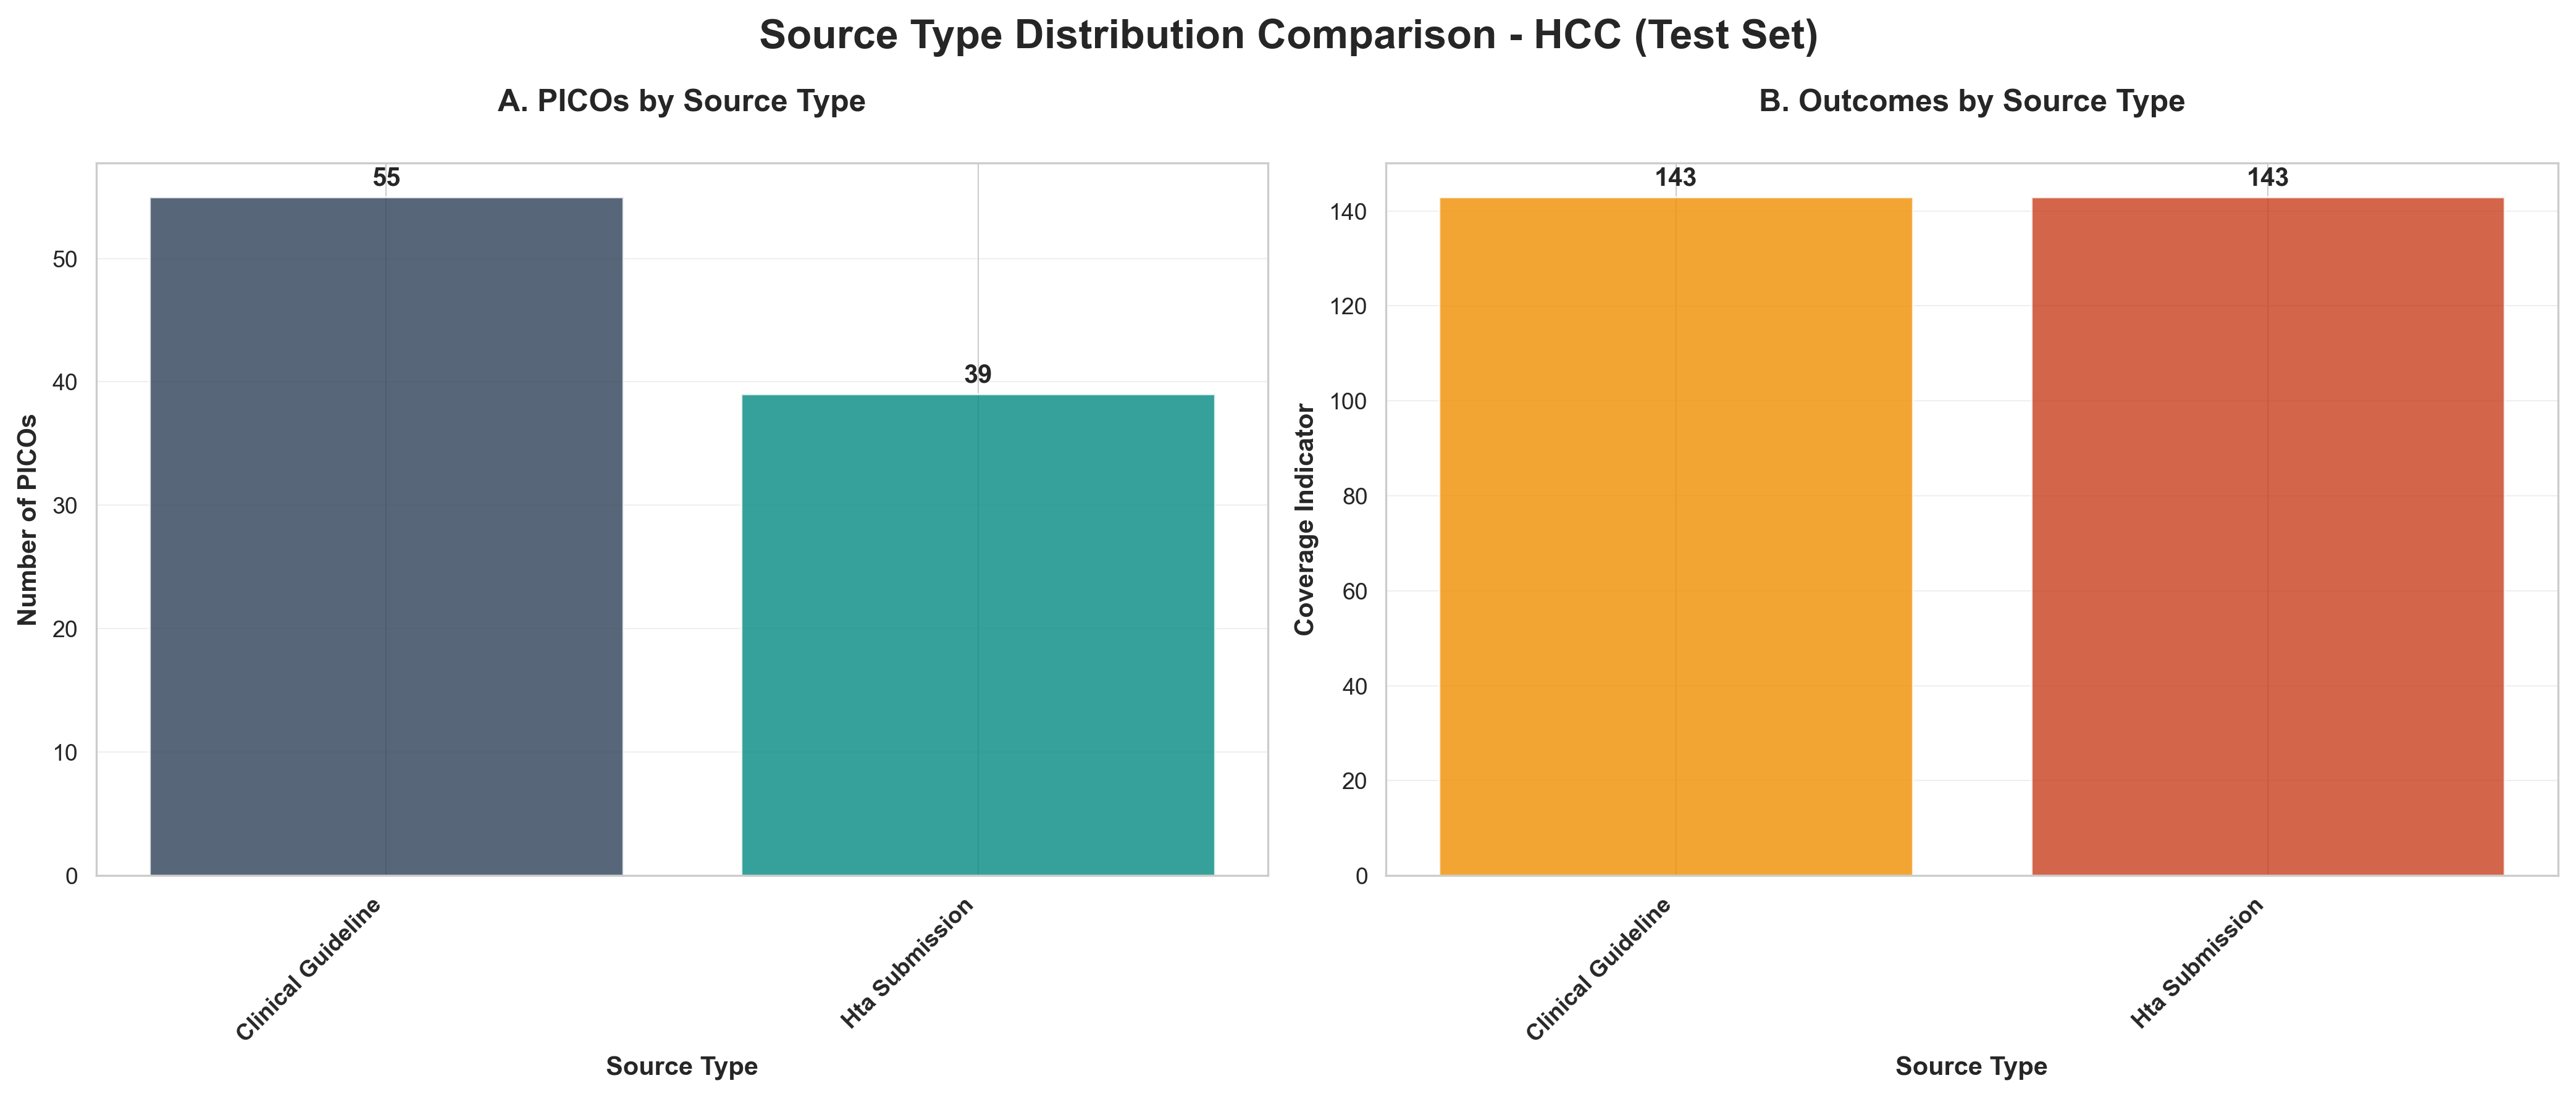 Source Type Distribution Comparison - HCC (Test Set)
A. PICOs by Source Type
55
39
50
40
30
20
10
0
Number of PICOs
Clinical Guideline
Hta Submission
Source Type
B. Outcomes by Source Type
143
143
140
120
100
80
60
40
20
0
Coverage Indicator
Clinical Guideline
Hta Submission
Source Type